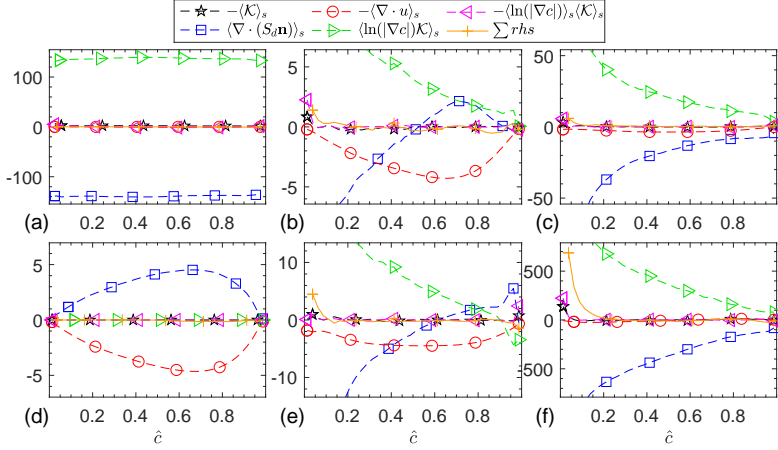 −⟨𝒦⟩ₛ −⟨∇ · u⟩ₛ −⟨ln(|∇c|)⟩ₛ⟨𝒦⟩ₛ
⟨∇ · (S_d n)⟩ₛ ⟨ln(|∇c|)𝒦⟩ₛ ∑ rhs
100
0
-100
0.2 0.4 0.6 0.8
(a)
5
0
-5
0.2 0.4 0.6 0.8
(b)
50
0
-50
0.2 0.4 0.6 0.8
(c)
5
0
-5
0.2 0.4 0.6 0.8
(d)
ĉ
10
0
-10
0.2 0.4 0.6 0.8
(e)
ĉ
500
0
500
0.2 0.4 0.6 0.8
(f)
ĉ